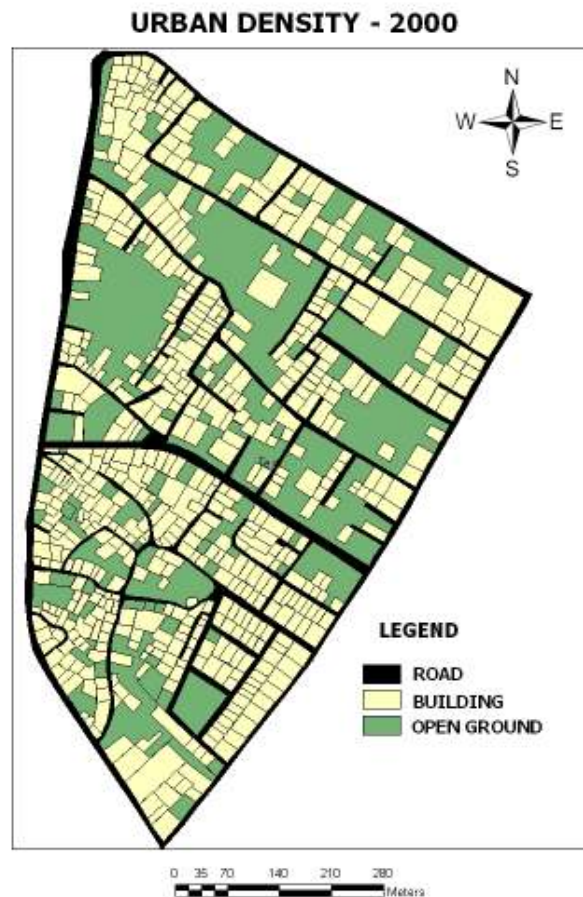 URBAN DENSITY - 2000
N
W E
S
LEGEND
ROAD
BUILDING
OPEN GROUND
0 35 70 140 210 280
Meters